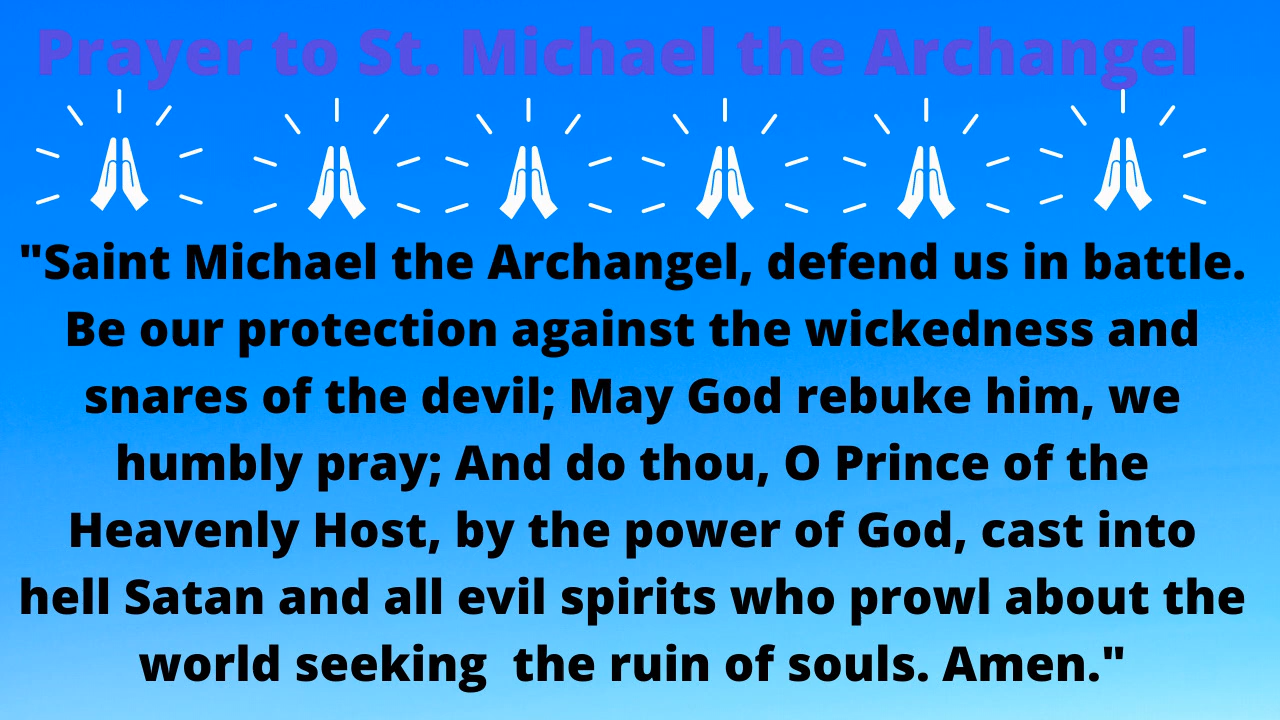 Prayer to St. Michael the Archangel
"Saint Michael the Archangel, defend us in battle.
Be our protection against the wickedness and
snares of the devil; May God rebuke him, we
humbly pray; And do thou, O Prince of the
Heavenly Host, by the power of God, cast into
hell Satan and all evil spirits who prowl about the
world seeking  the ruin of souls. Amen."